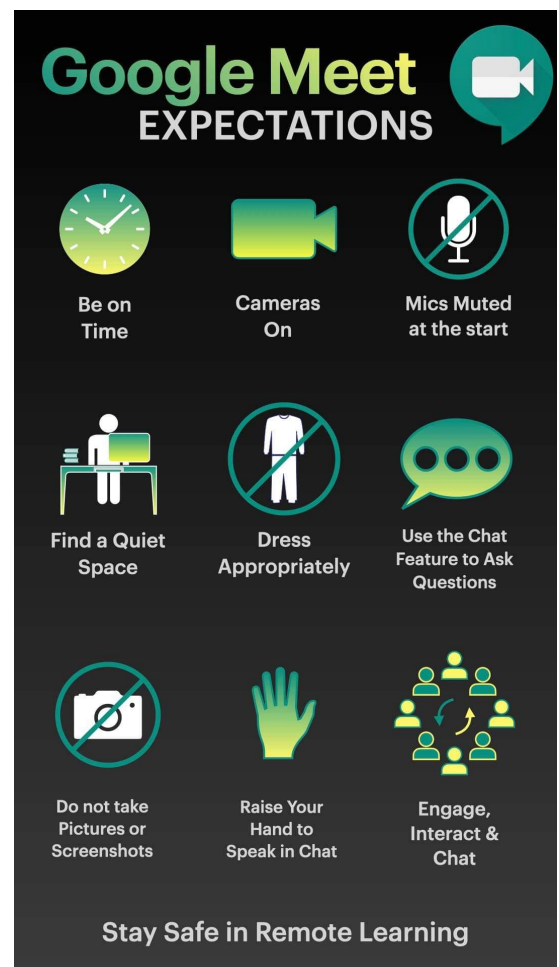 Google Meet
EXPECTATIONS
Be on
Time
Cameras
On
Mics Muted
at the start
Find a Quiet
Space
Dress
Appropriately
Use the Chat
Feature to Ask
Questions
Do not take
Pictures or
Screenshots
Raise Your
Hand to
Speak in Chat
Engage,
Interact &
Chat
Stay Safe in Remote Learning